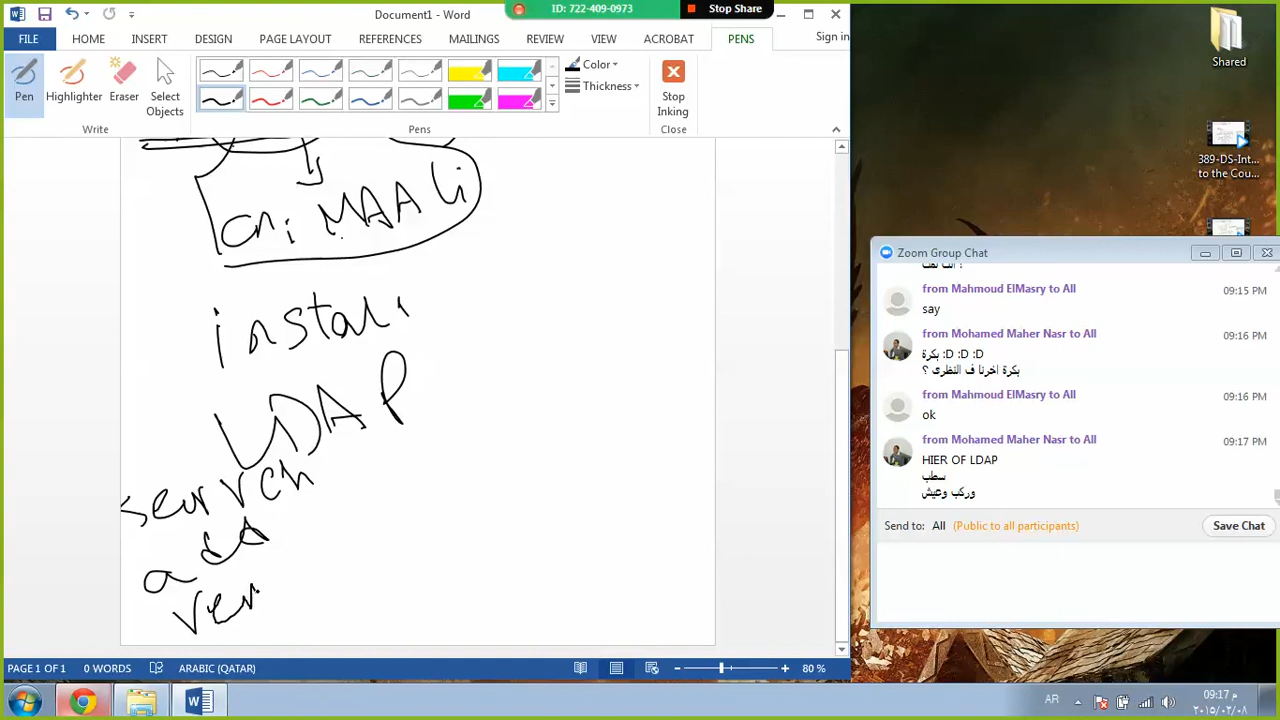 Document1 - Word
ID: 722-409-0973
Stop Share
FILE
HOME
INSERT
DESIGN
PAGE LAYOUT
REFERENCES
MAILINGS
REVIEW
VIEW
ACROBAT
PENS
Sign in
Pen
Highlighter
Eraser
Select Objects
Color
Thickness
Stop Inking
Write
Pens
Close
cn: MAALi
install
LDAP
search
add
ver
Shared
389-DS-Int...
to the Cou...
Zoom Group Chat
from Mahmoud ElMasry to All
09:15 PM
say
from Mohamed Maher Nasr to All
09:16 PM
بكرة :D :D :D
بكرة اخرنا ف النظرى ؟
from Mahmoud ElMasry to All
09:16 PM
ok
from Mohamed Maher Nasr to All
09:17 PM
HIER OF LDAP
سطب
وركب وعيش
Send to: All (Public to all participants)
Save Chat
PAGE 1 OF 1
0 WORDS
ARABIC (QATAR)
80 %
AR
09:17 م
٢٠١٥/٠٢/٠٨